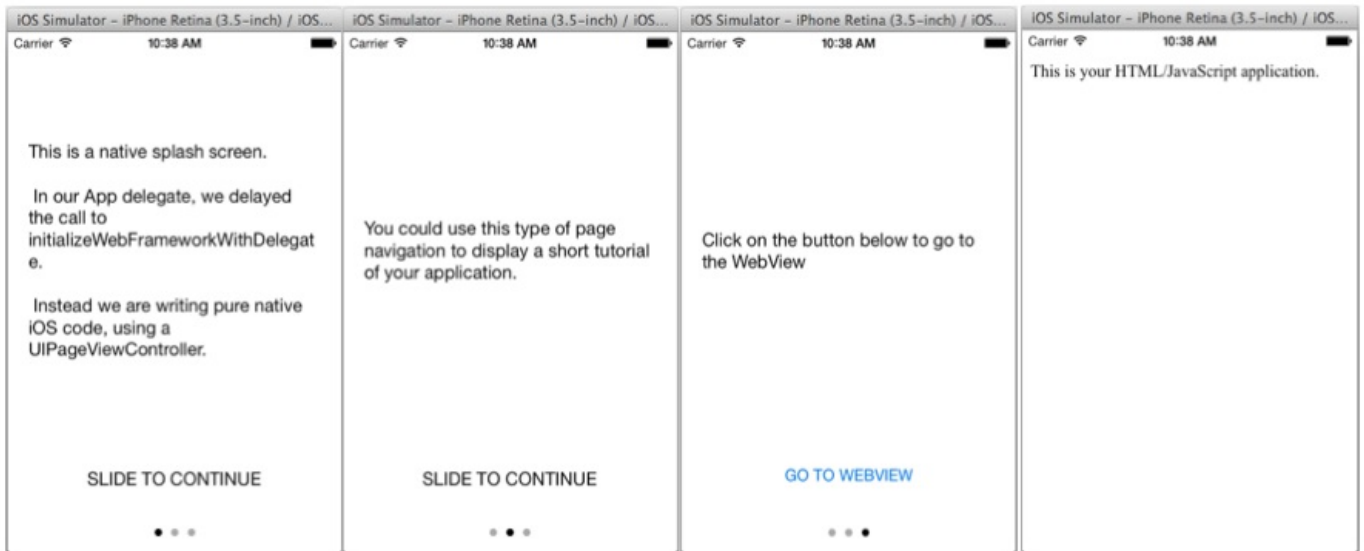 iOS Simulator – iPhone Retina (3.5-inch) / iOS...
Carrier 10:38 AM
This is a native splash screen.
In our App delegate, we delayed
the call to
initializeWebFrameworkWithDelegat
e.
Instead we are writing pure native
iOS code, using a
UIPageViewController.
SLIDE TO CONTINUE
iOS Simulator – iPhone Retina (3.5-inch) / iOS...
Carrier 10:38 AM
You could use this type of page
navigation to display a short tutorial
of your application.
SLIDE TO CONTINUE
iOS Simulator – iPhone Retina (3.5-inch) / iOS...
Carrier 10:38 AM
Click on the button below to go to
the WebView
GO TO WEBVIEW
iOS Simulator – iPhone Retina (3.5-inch) / iOS...
Carrier 10:38 AM
This is your HTML/JavaScript application.